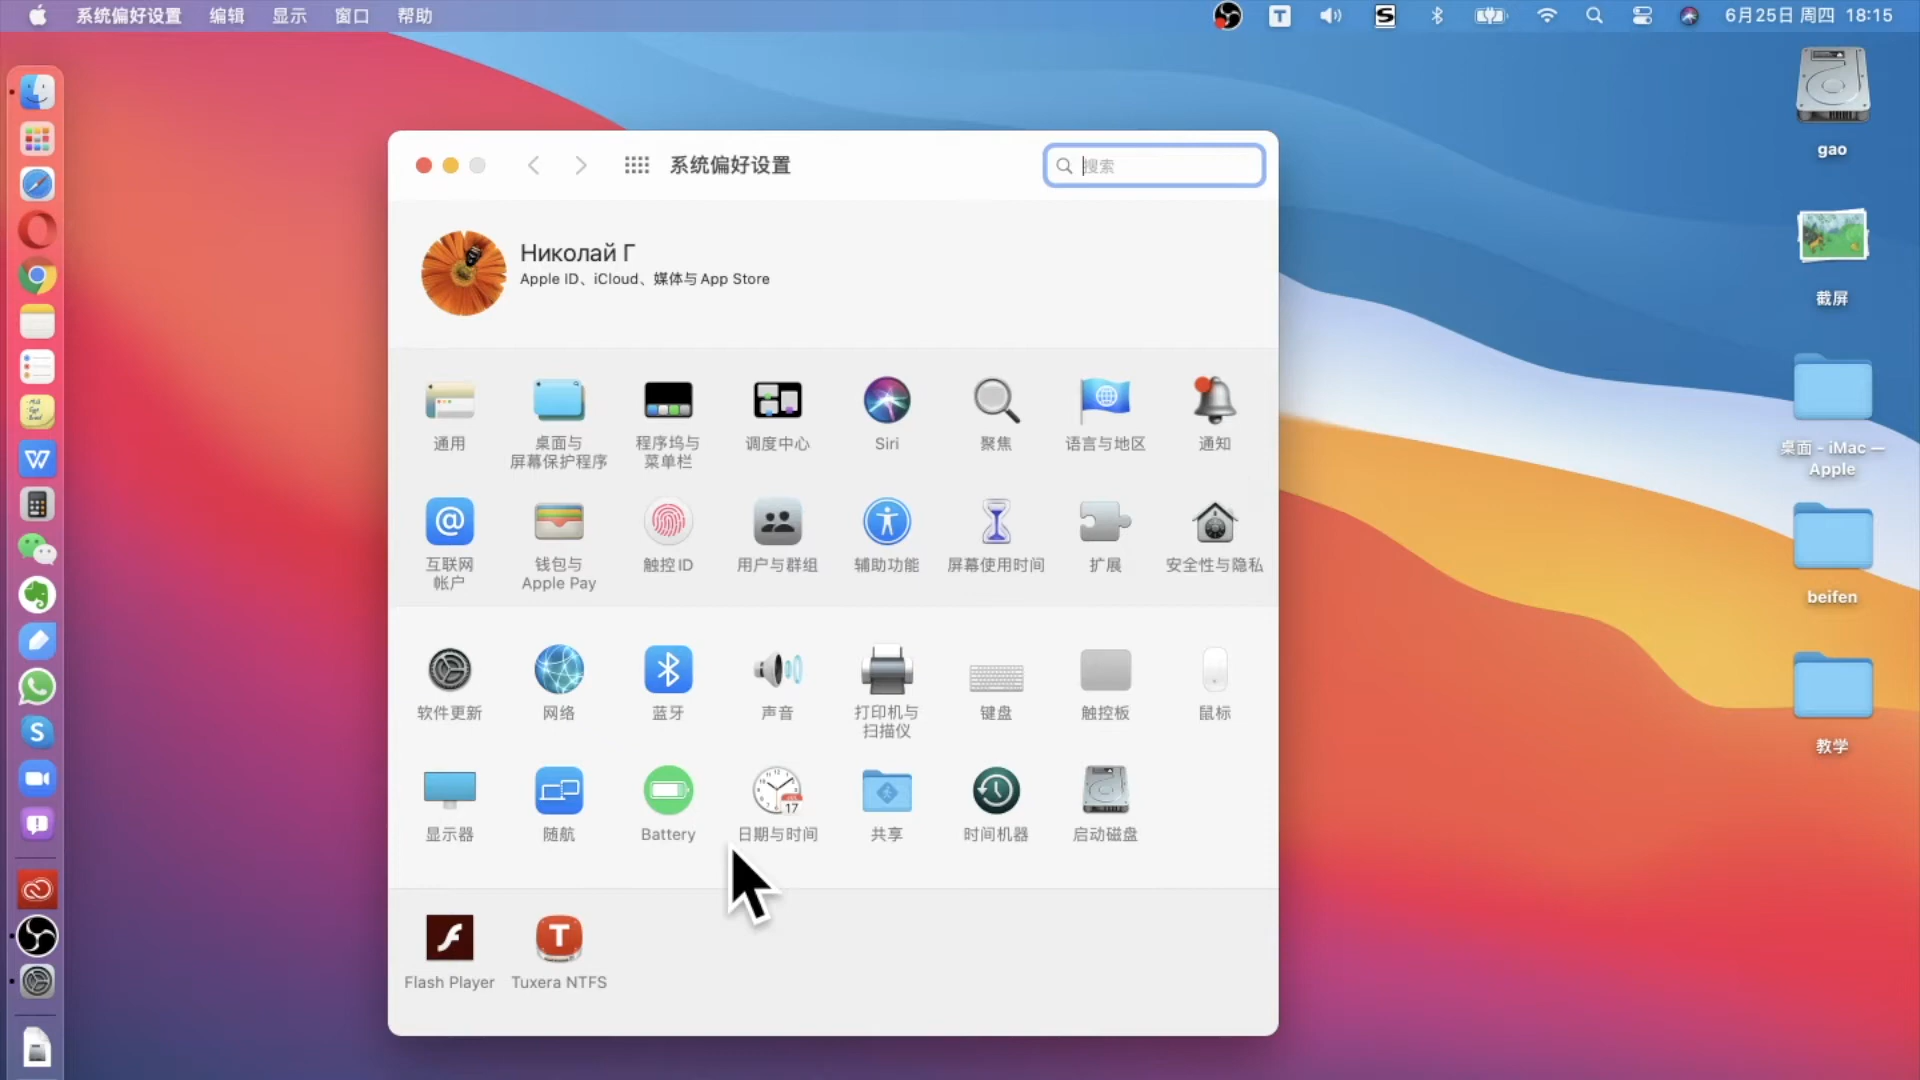 系统偏好设置 编辑 显示 窗口 帮助
6月25日 周四 18:15
系统偏好设置
搜索
Николай Г
Apple ID、iCloud、媒体与 App Store
通用
桌面与
屏幕保护程序
程序坞与
菜单栏
调度中心
Siri
聚焦
语言与地区
通知
互联网
帐户
钱包与
Apple Pay
触控 ID
用户与群组
辅助功能
屏幕使用时间
扩展
安全性与隐私
软件更新
网络
蓝牙
声音
打印机与
扫描仪
键盘
触控板
鼠标
显示器
随航
Battery
17
日期与时间
共享
时间机器
启动磁盘
Flash Player
Tuxera NTFS
gao
截屏
桌面 - iMac —
Apple
beifen
教学